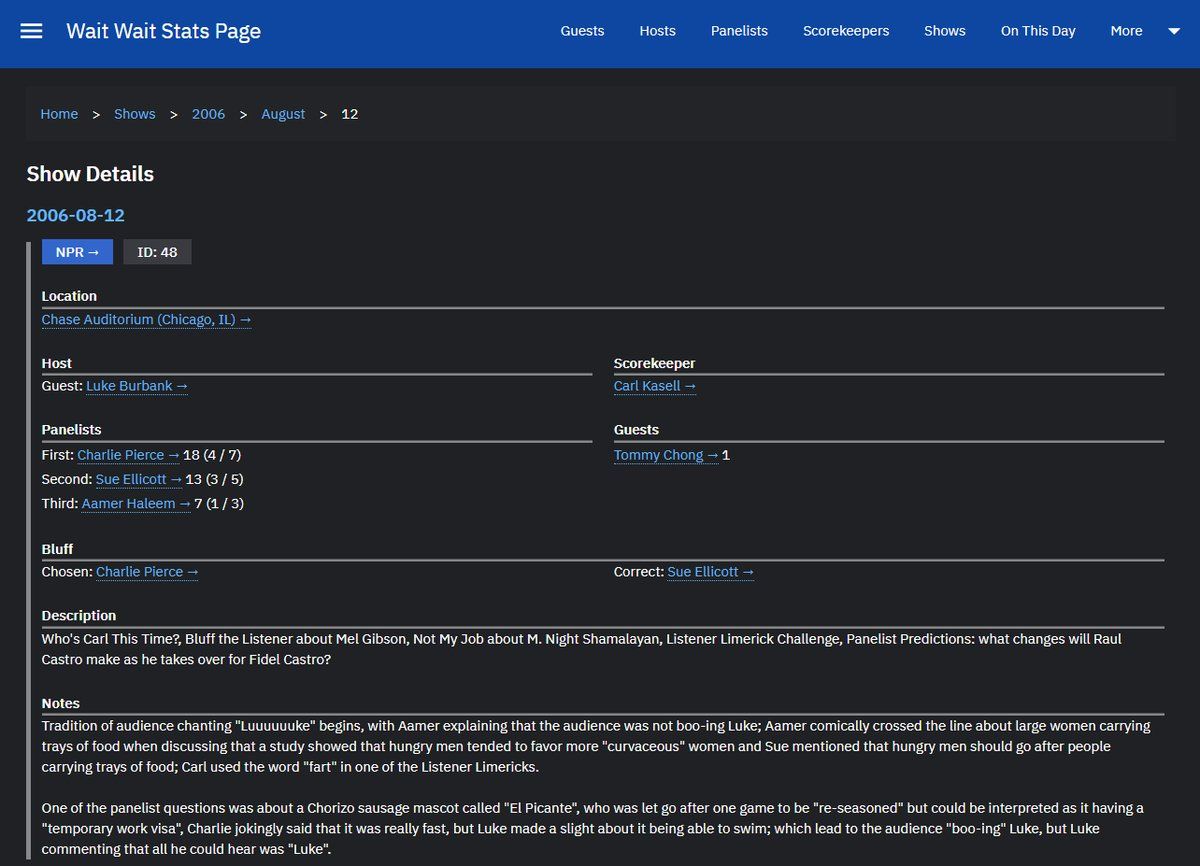 Wait Wait Stats Page
Guests Hosts Panelists Scorekeepers Shows On This Day More
Home > Shows > 2006 > August > 12
Show Details
2006-08-12
NPR → ID: 48
Location
Chase Auditorium (Chicago, IL) →
Host
Guest: Luke Burbank →
Scorekeeper
Carl Kasell →
Panelists
First: Charlie Pierce → 18 (4 / 7)
Second: Sue Ellicott → 13 (3 / 5)
Third: Aamer Haleem → 7 (1 / 3)
Guests
Tommy Chong → 1
Bluff
Chosen: Charlie Pierce →
Correct: Sue Ellicott →
Description
Who's Carl This Time?, Bluff the Listener about Mel Gibson, Not My Job about M. Night Shamalayan, Listener Limerick Challenge, Panelist Predictions: what changes will Raul
Castro make as he takes over for Fidel Castro?
Notes
Tradition of audience chanting "Luuuuuuke" begins, with Aamer explaining that the audience was not boo-ing Luke; Aamer comically crossed the line about large women carrying
trays of food when discussing that a study showed that hungry men tended to favor more "curvaceous" women and Sue mentioned that hungry men should go after people
carrying trays of food; Carl used the word "fart" in one of the Listener Limericks.
One of the panelist questions was about a Chorizo sausage mascot called "El Picante", who was let go after one game to be "re-seasoned" but could be interpreted as it having a
"temporary work visa", Charlie jokingly said that it was really fast, but Luke made a slight about it being able to swim; which lead to the audience "boo-ing" Luke, but Luke
commenting that all he could hear was "Luke".